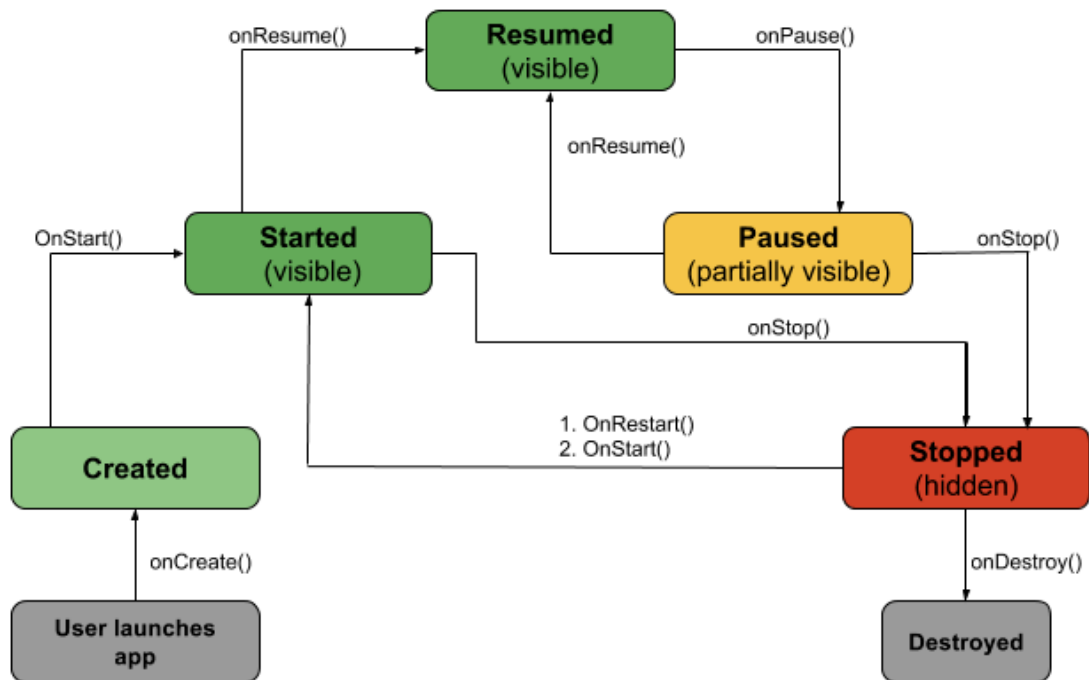 Resumed
(visible)
onResume()
onPause()
onResume()
OnStart()
Started
(visible)
Paused
(partially visible)
onStop()
onStop()
1. OnRestart()
2. OnStart()
Created
Stopped
(hidden)
onCreate()
onDestroy()
User launches
app
Destroyed